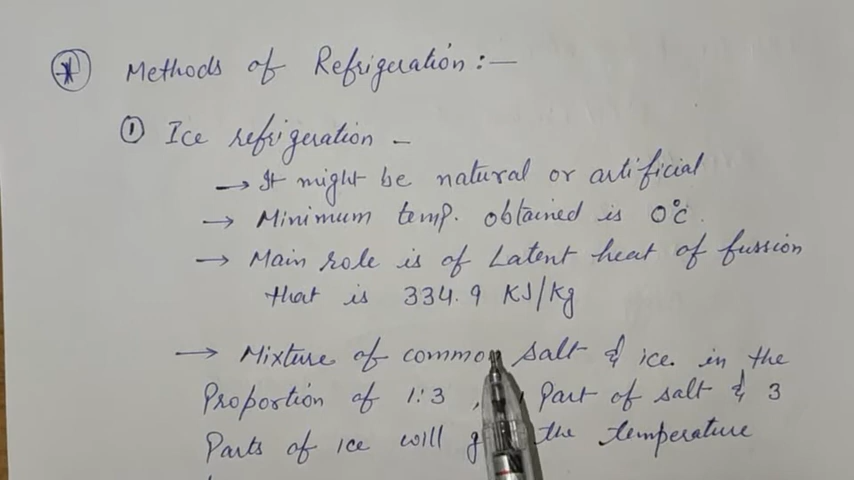 * Methods of Refrigeration:—
① Ice refrigeration –
→ It might be natural or artificial
→ Minimum temp. obtained is 0°c.
→ Main role is of Latent heat of fussion
that is 334.9 KJ/Kg
→ Mixture of common salt & ice. in the
Proportion of 1:3 , Part of salt & 3
Parts of ice will the temperature